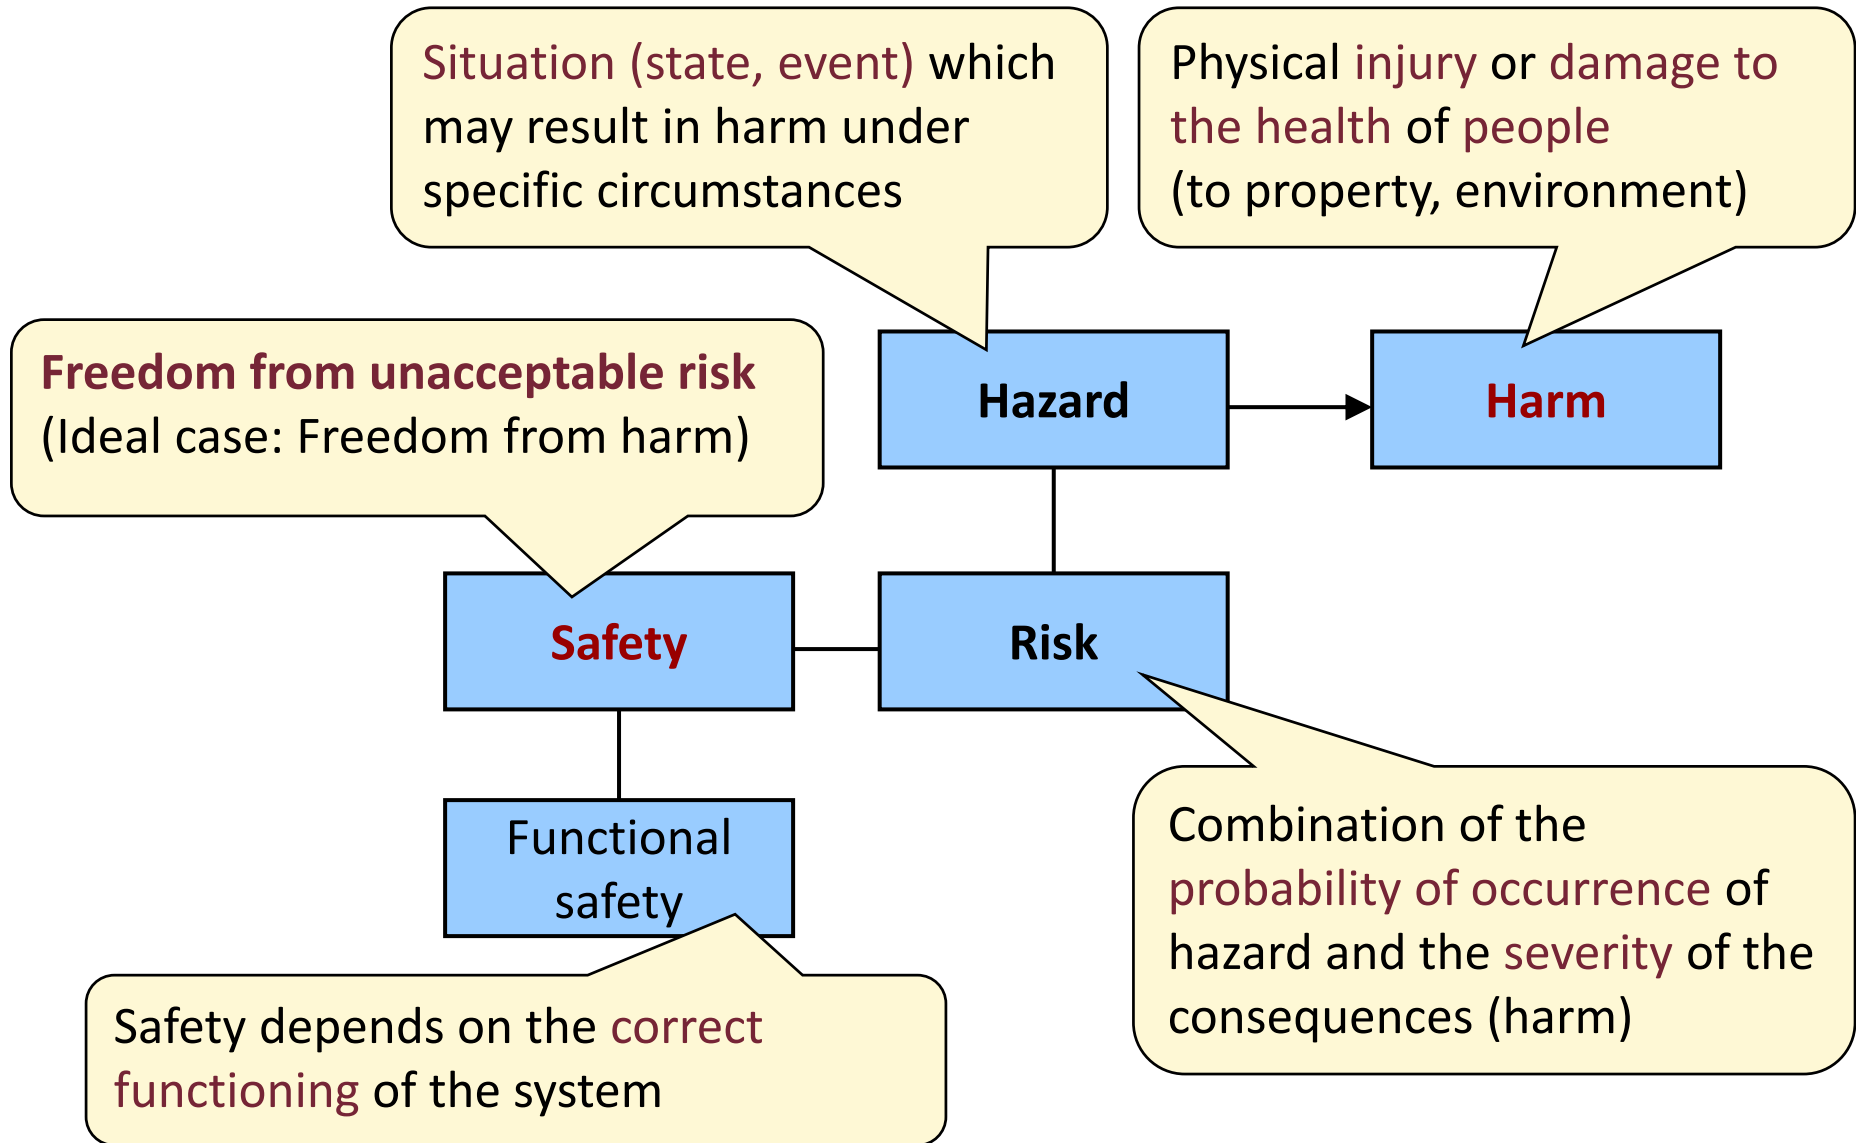 Situation (state, event) which
may result in harm under
specific circumstances
Physical injury or damage to
the health of people
(to property, environment)
Freedom from unacceptable risk
(Ideal case: Freedom from harm)
Hazard
Harm
Safety
Risk
Functional
safety
Combination of the
probability of occurrence of
hazard and the severity of the
consequences (harm)
Safety depends on the correct
functioning of the system